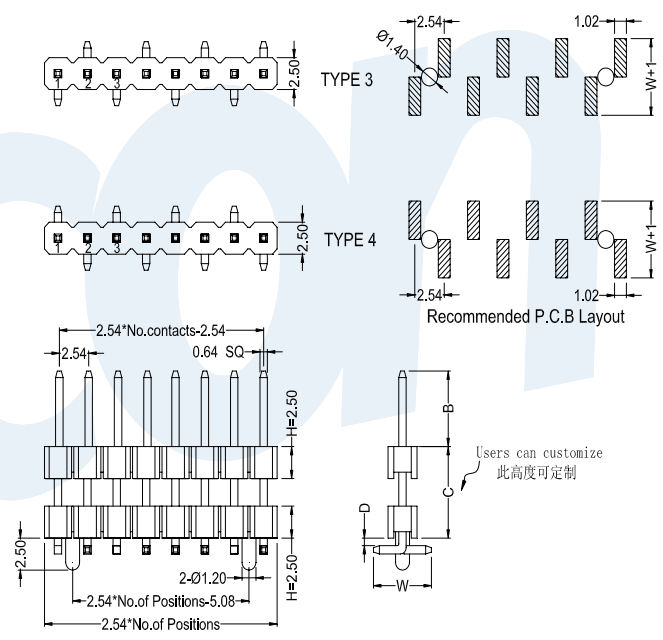 2.54
1.02
Ø1.40
2.50
TYPE 3
W+1
1 2 3
2.50
TYPE 4
W+1
1 2 3
2.54
1.02
Recommended P.C.B Layout
2.54*No.contacts-2.54
2.54
0.64 SQ
H=2.50
B
Users can customize
此高度可定制
C
D
2.50
2-Ø1.20
H=2.50
W
2.54*No.of Positions-5.08
2.54*No.of Positions
con